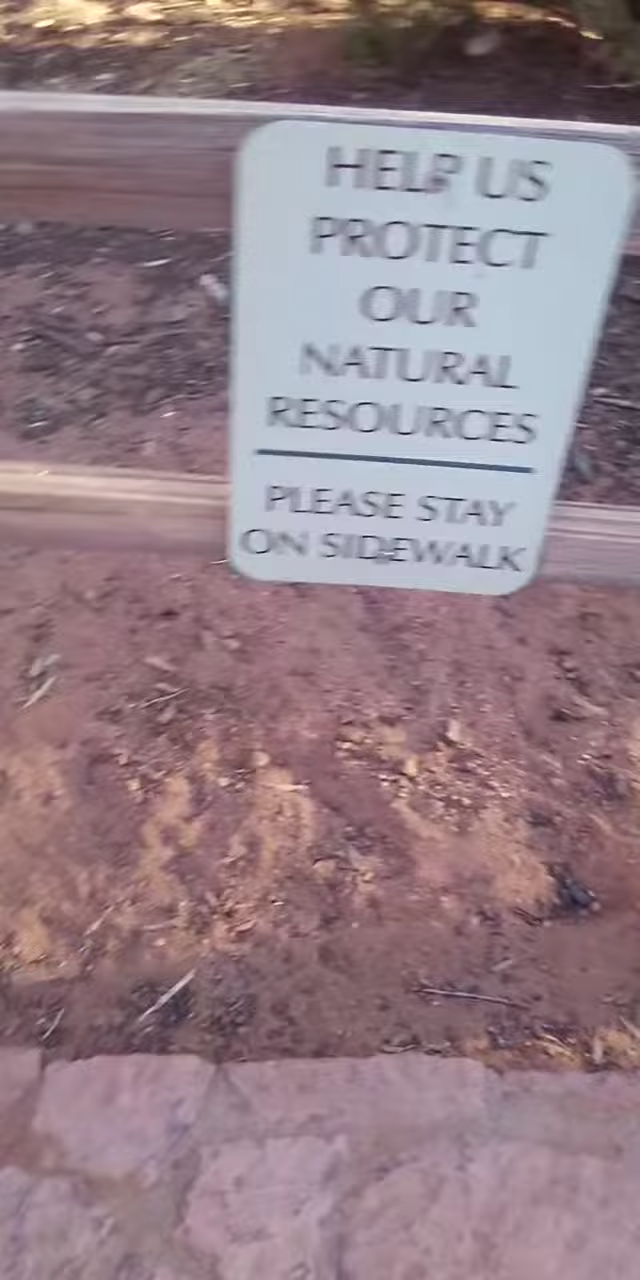 HELP US
PROTECT
OUR
NATURAL
RESOURCES
PLEASE STAY
ON SIDEWALK